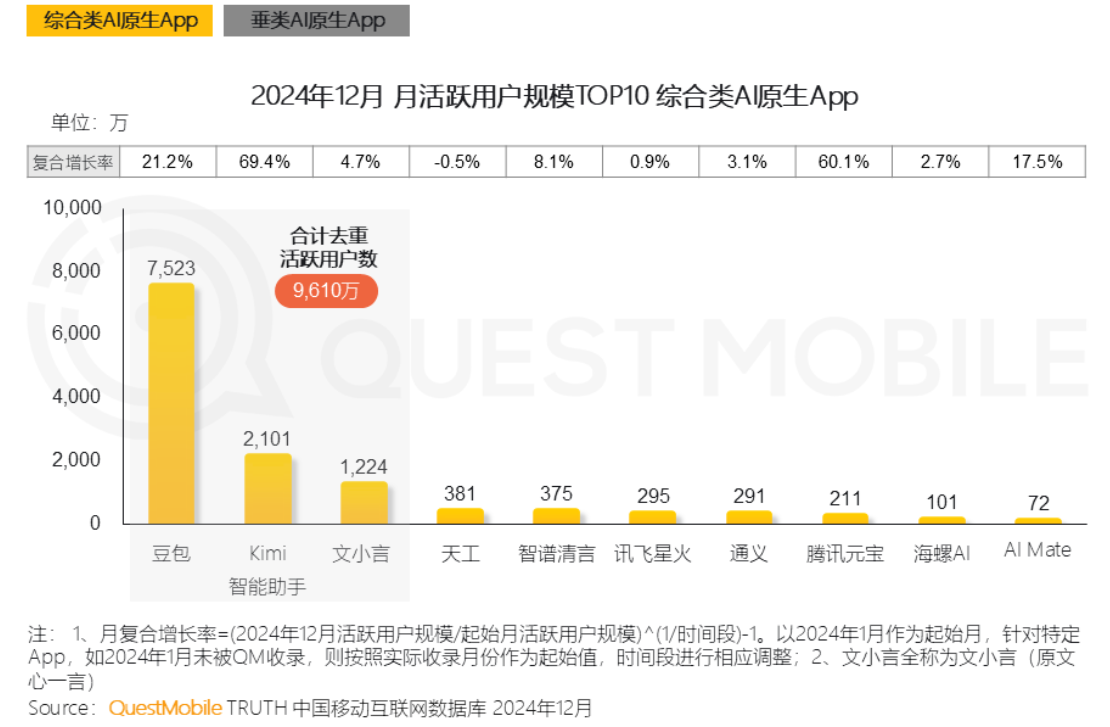 综合类AI原生App 垂类AI原生App
2024年12月 月活跃用户规模TOP10 综合类AI原生App
单位：万
复合增长率 21.2% 69.4% 4.7% -0.5% 8.1% 0.9% 3.1% 60.1% 2.7% 17.5%
10,000
合计去重
活跃用户数
9,610万
8,000
7,523
6,000
4,000
2,101
2,000
1,224
381 375 295 291 211 101 72
0
豆包 Kimi 文小言 天工 智谱清言 讯飞星火 通义 腾讯元宝 海螺AI AI Mate
智能助手
QUEST MOBILE
注： 1、月复合增长率=(2024年12月活跃用户规模/起始月活跃用户规模)^(1/时间段)-1。以2024年1月作为起始月，针对特定
App，如2024年1月未被QM收录，则按照实际收录月份作为起始值，时间段进行相应调整；2、文小言全称为文小言（原文
心一言）
Source：QuestMobile TRUTH 中国移动互联网数据库 2024年12月